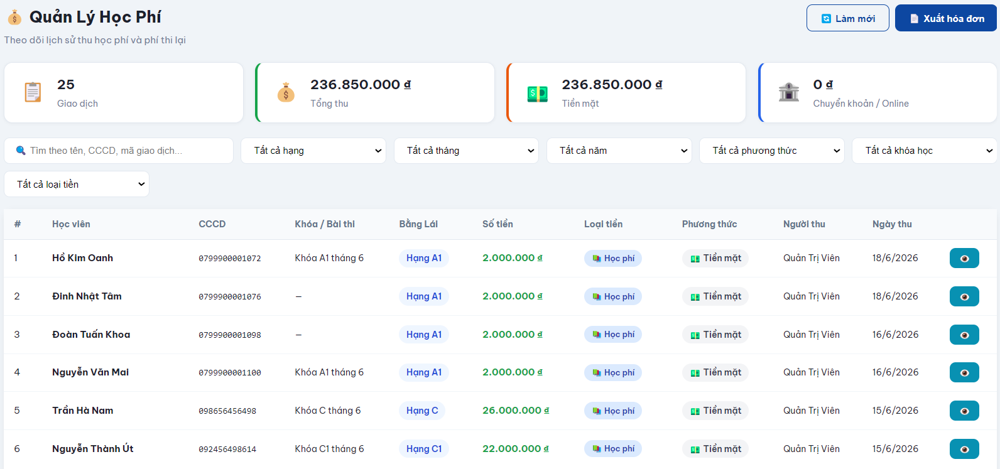 Quản Lý Học Phí
Theo dõi lịch sử thu học phí và phí thi lại
Làm mới
Xuất hóa đơn
25
Giao dịch
236.850.000 đ
Tổng thu
236.850.000 đ
Tiền mặt
0 đ
Chuyển khoản / Online
Tìm theo tên, CCCD, mã giao dịch...
Tất cả hạng
Tất cả tháng
Tất cả năm
Tất cả phương thức
Tất cả khóa học
Tất cả loại tiền
# Học viên CCCD Khóa / Bài thi Bằng Lái Số tiền Loại tiền Phương thức Người thu Ngày thu
1 Hồ Kim Oanh 0799900001072 Khóa A1 tháng 6 Hạng A1 2.000.000 đ Học phí Tiền mặt Quản Trị Viên 18/6/2026
2 Đinh Nhật Tâm 0799900001076 — Hạng A1 2.000.000 đ Học phí Tiền mặt Quản Trị Viên 18/6/2026
3 Đoàn Tuấn Khoa 0799900001098 — Hạng A1 2.000.000 đ Học phí Tiền mặt Quản Trị Viên 16/6/2026
4 Nguyễn Văn Mai 0799900001100 Khóa A1 tháng 6 Hạng A1 2.000.000 đ Học phí Tiền mặt Quản Trị Viên 16/6/2026
5 Trần Hà Nam 098656456498 Khóa C tháng 6 Hạng C 26.000.000 đ Học phí Tiền mặt Quản Trị Viên 15/6/2026
6 Nguyễn Thành Út 092456498614 Khóa C1 tháng 6 Hạng C1 22.000.000 đ Học phí Tiền mặt Quản Trị Viên 15/6/2026